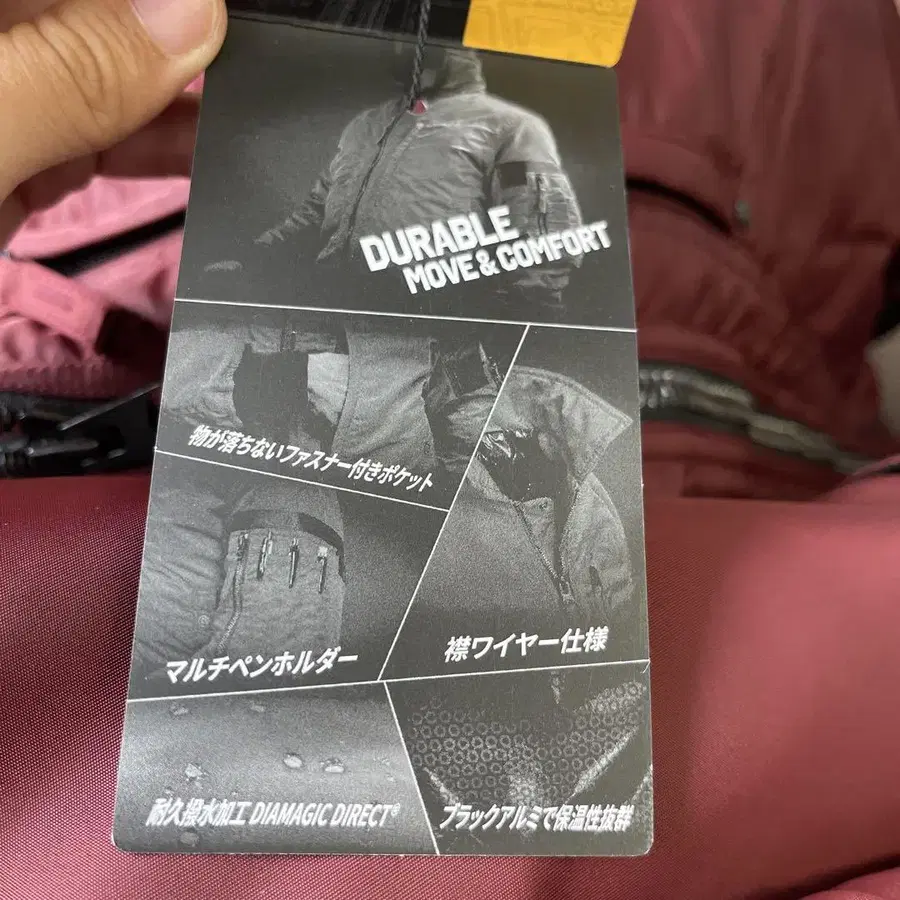 DURABLE
MOVE & COMFORT
物が落ちないファスナー付きポケット
マルチペンホルダー
襟ワイヤー仕様
耐久撥水加工 DIAMAGIC DIRECT®
ブラックアルミで保温性抜群